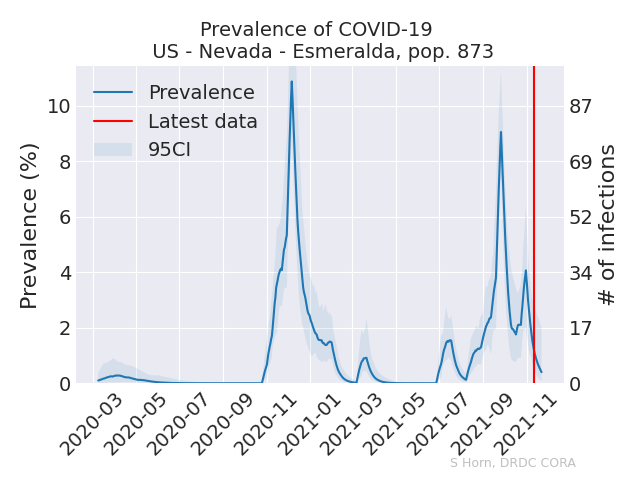 Prevalence of COVID-19
US - Nevada - Esmeralda, pop. 873
Prevalence
Latest data
95CI
Prevalence (%)
10
8
6
4
2
0
87
69
52
34
17
0
# of infections
2020-03
2020-05
2020-07
2020-09
2020-11
2021-01
2021-03
2021-05
2021-07
2021-09
2021-11
S Horn, DRDC CORA